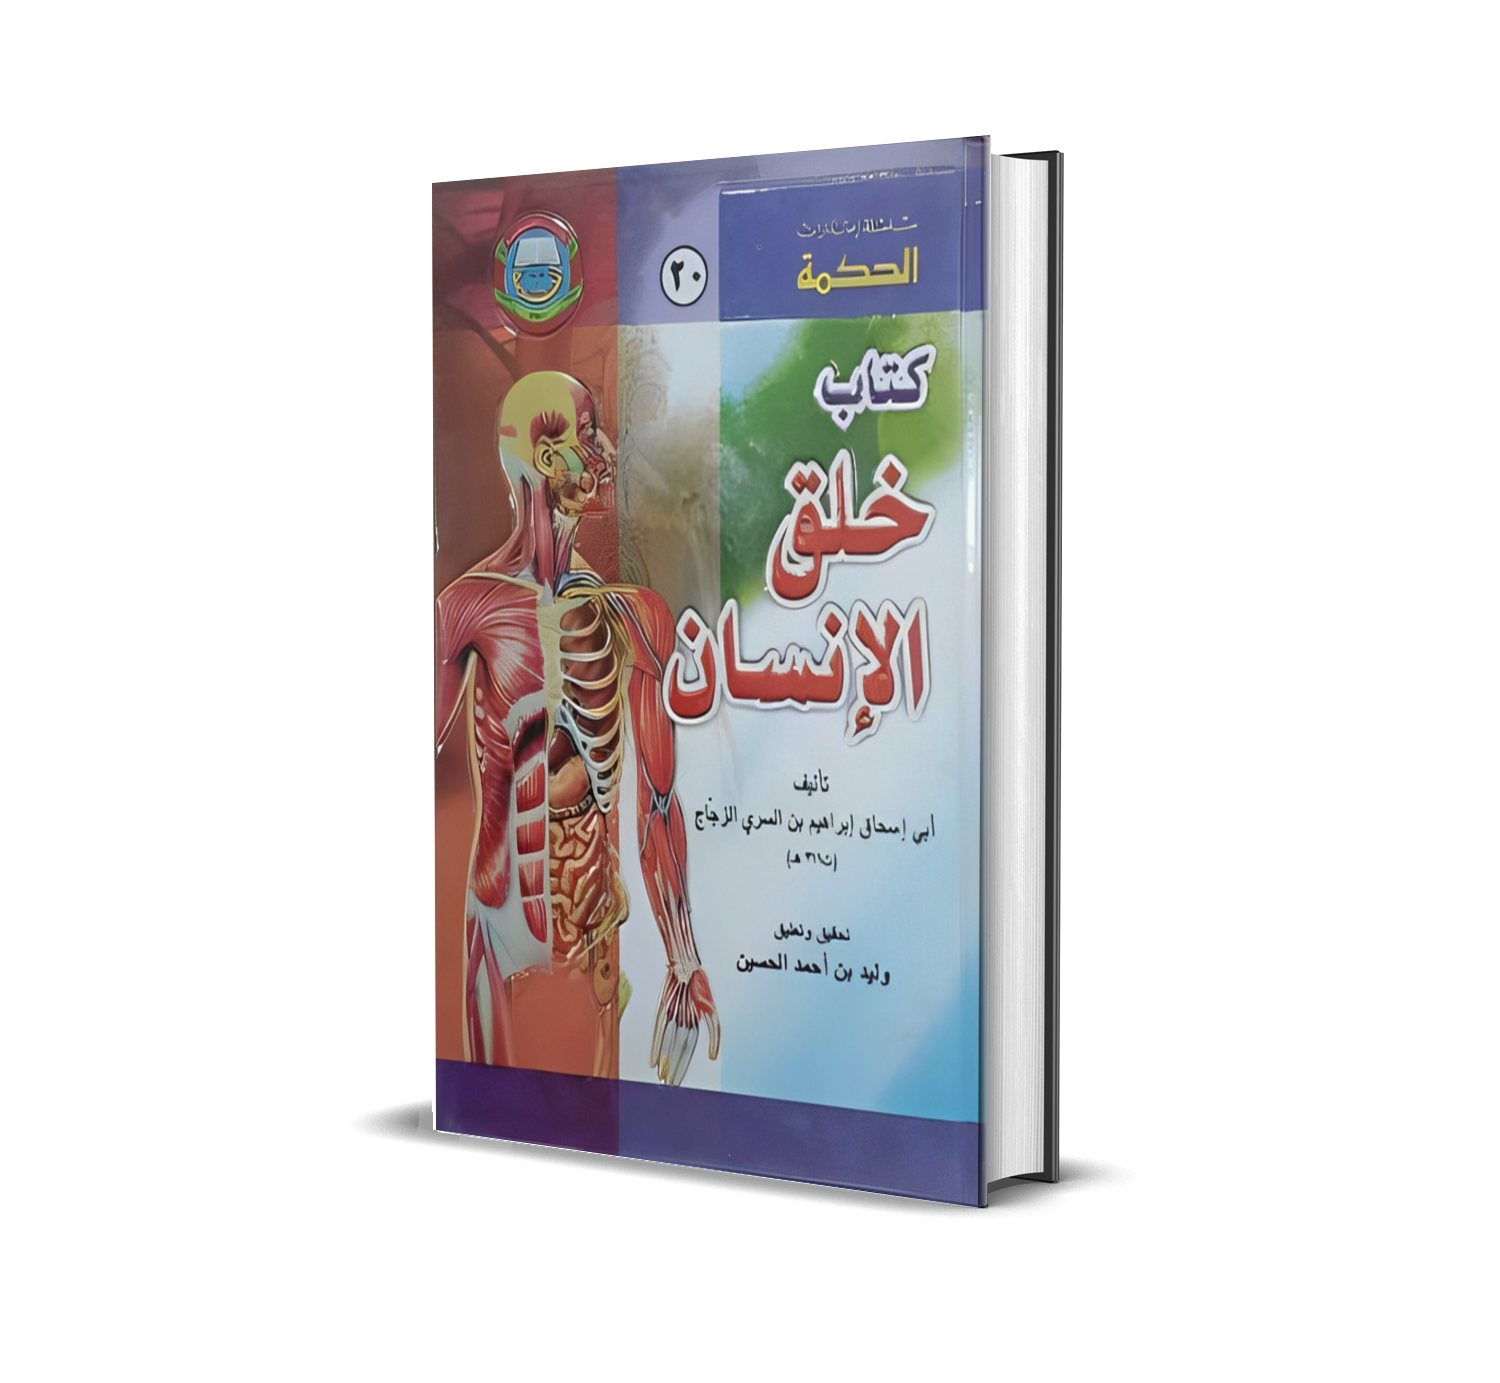 سلسلة إصدارات
الحكمة
٢٠
كتاب
خلق
الإنسان
تأليف
أبي إسحاق إبراهيم بن السري الزجاج
(ت٣١١ هـ)
تحقيق وتعليق
وليد بن أحمد الحسين